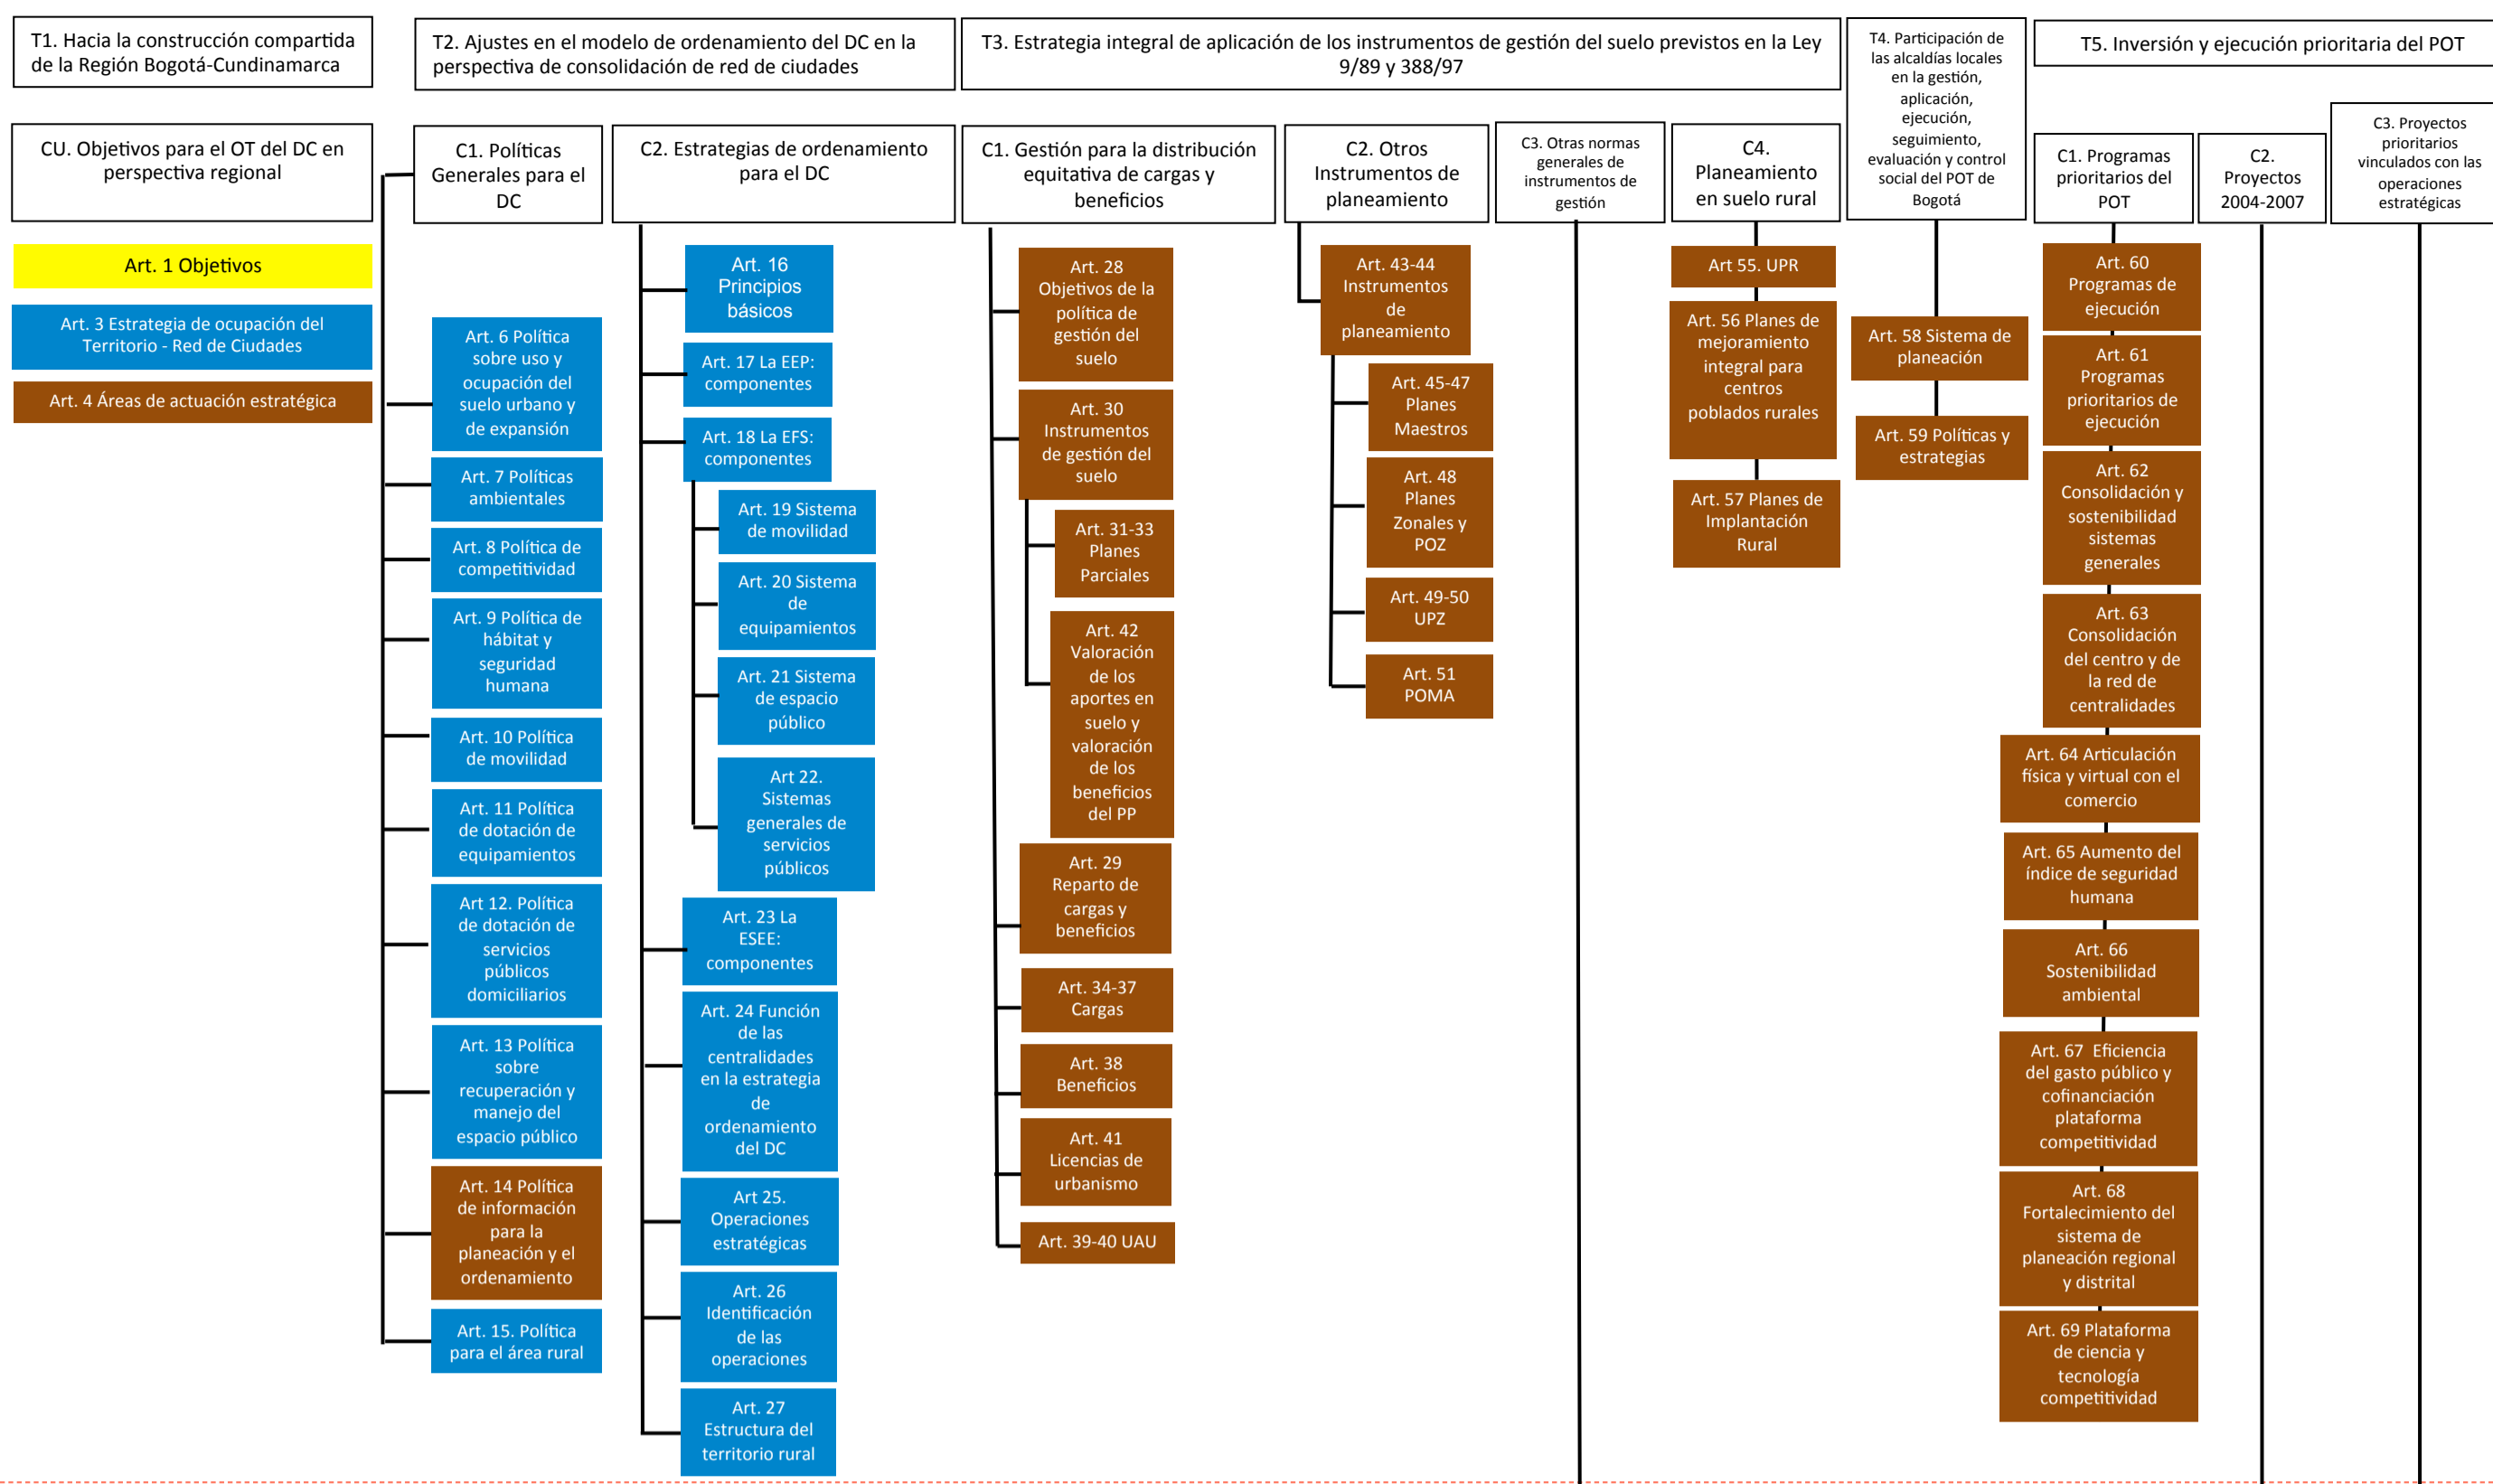 T1. Hacia la construcción compartida
de la Región Bogotá-Cundinamarca
T2. Ajustes en el modelo de ordenamiento del DC en la
perspectiva de consolidación de red de ciudades
T3. Estrategia integral de aplicación de los instrumentos de gestión del suelo previstos en la Ley
9/89 y 388/97
T4. Participación de
las alcaldías locales
en la gestión,
aplicación,
ejecución,
seguimiento,
evaluación y control
social del POT de
Bogotá
T5. Inversión y ejecución prioritaria del POT
CU. Objetivos para el OT del DC en
perspectiva regional
C1. Políticas
Generales para el
DC
C2. Estrategias de ordenamiento
para el DC
C1. Gestión para la distribución
equitativa de cargas y
beneficios
C2. Otros
Instrumentos de
planeamiento
C3. Otras normas
generales de
instrumentos de
gestión
C4.
Planeamiento
en suelo rural
C1. Programas
prioritarios del
POT
C2.
Proyectos
2004-2007
C3. Proyectos
prioritarios
vinculados con las
operaciones
estratégicas
Art. 1 Objetivos
Art. 3 Estrategia de ocupación del
Territorio - Red de Ciudades
Art. 4 Áreas de actuación estratégica
Art. 6 Política
sobre uso y
ocupación del
suelo urbano y
de expansión
Art. 7 Políticas
ambientales
Art. 8 Política de
competitividad
Art. 9 Política de
hábitat y
seguridad
humana
Art. 10 Política
de movilidad
Art. 11 Política
de dotación de
equipamientos
Art 12. Política
de dotación de
servicios
públicos
domiciliarios
Art. 13 Política
sobre
recuperación y
manejo del
espacio público
Art. 14 Política
de información
para la
planeación y el
ordenamiento
Art. 15. Política
para el área rural
Art. 16
Principios
básicos
Art. 17 La EEP:
componentes
Art. 18 La EFS:
componentes
Art. 19 Sistema
de movilidad
Art. 20 Sistema
de
equipamientos
Art. 21 Sistema
de espacio
público
Art 22.
Sistemas
generales de
servicios
públicos
Art. 23 La
ESEE:
componentes
Art. 24 Función
de las
centralidades
en la estrategia
de
ordenamiento
del DC
Art 25.
Operaciones
estratégicas
Art. 26
Identificación
de las
operaciones
Art. 27
Estructura del
territorio rural
Art. 28
Objetivos de la
política de
gestión del
suelo
Art. 30
Instrumentos
de gestión del
suelo
Art. 31-33
Planes
Parciales
Art. 42
Valoración
de los
aportes en
suelo y
valoración
de los
beneficios
del PP
Art. 29
Reparto de
cargas y
beneficios
Art. 34-37
Cargas
Art. 38
Beneficios
Art. 41
Licencias de
urbanismo
Art. 39-40 UAU
Art. 43-44
Instrumentos
de
planeamiento
Art. 45-47
Planes
Maestros
Art. 48
Planes
Zonales y
POZ
Art. 49-50
UPZ
Art. 51
POMA
Art 55. UPR
Art. 56 Planes de
mejoramiento
integral para
centros
poblados rurales
Art. 57 Planes de
Implantación
Rural
Art. 58 Sistema de
planeación
Art. 59 Políticas y
estrategias
Art. 60
Programas de
ejecución
Art. 61
Programas
prioritarios de
ejecución
Art. 62
Consolidación y
sostenibilidad
sistemas
generales
Art. 63
Consolidación
del centro y de
la red de
centralidades
Art. 64 Articulación
física y virtual con el
comercio
Art. 65 Aumento del
índice de seguridad
humana
Art. 66
Sostenibilidad
ambiental
Art. 67 Eficiencia
del gasto público y
cofinanciación
plataforma
competitividad
Art. 68
Fortalecimiento del
sistema de
planeación regional
y distrital
Art. 69 Plataforma
de ciencia y
tecnología
competitividad